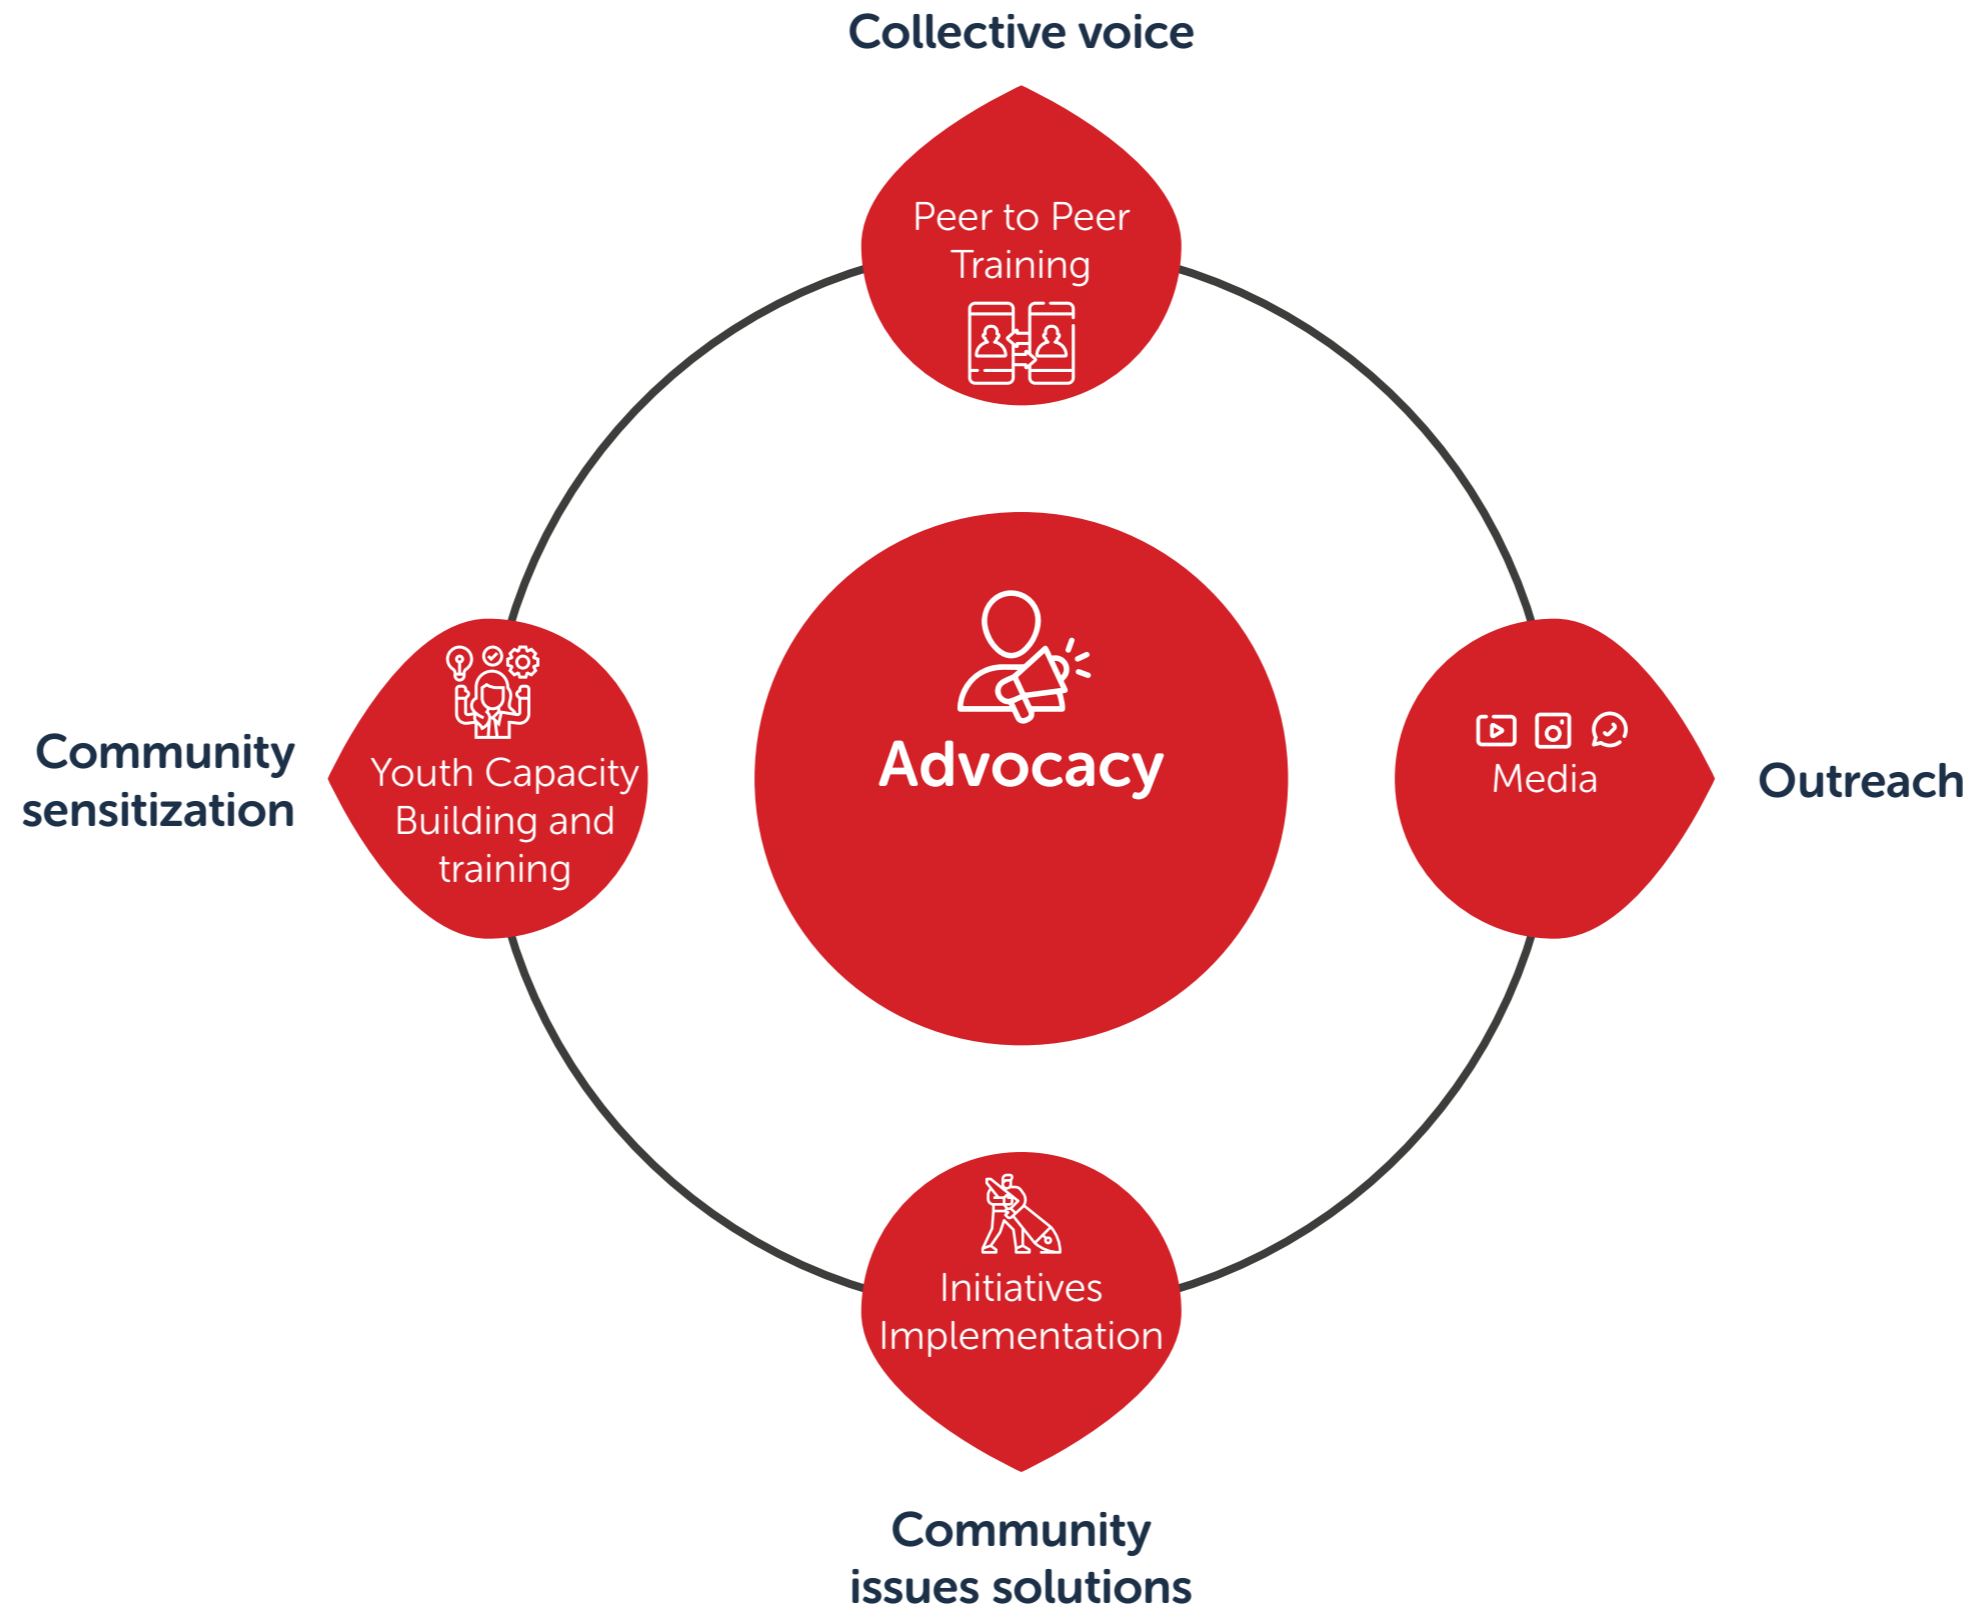 Collective voice
Peer to Peer
Training
Community
sensitization
Youth Capacity
Building and
training
Advocacy
Media
Outreach
Initiatives
Implementation
Community
issues solutions